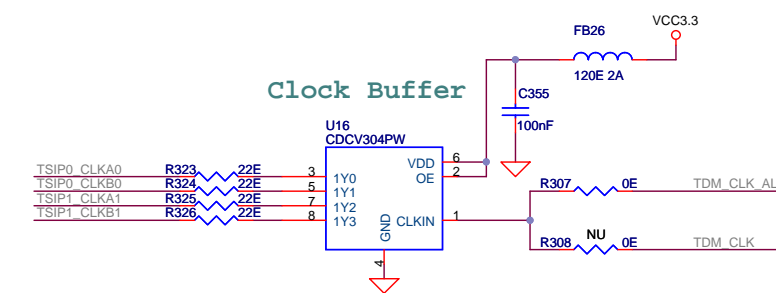 VCC3.3
FB26
120E 2A
Clock Buffer
C355
100nF
U16
CDCV304PW
TSIP0_CLKA0 R323 22E 3 1Y0 VDD 6
TSIP0_CLKB0 R324 22E 5 1Y1 OE 2
TSIP1_CLKA1 R325 22E 7 1Y2
TSIP1_CLKB1 R326 22E 8 1Y3 GND CLKIN 1
4
R307 0E TDM_CLK_AL
NU
R308 0E TDM_CLK